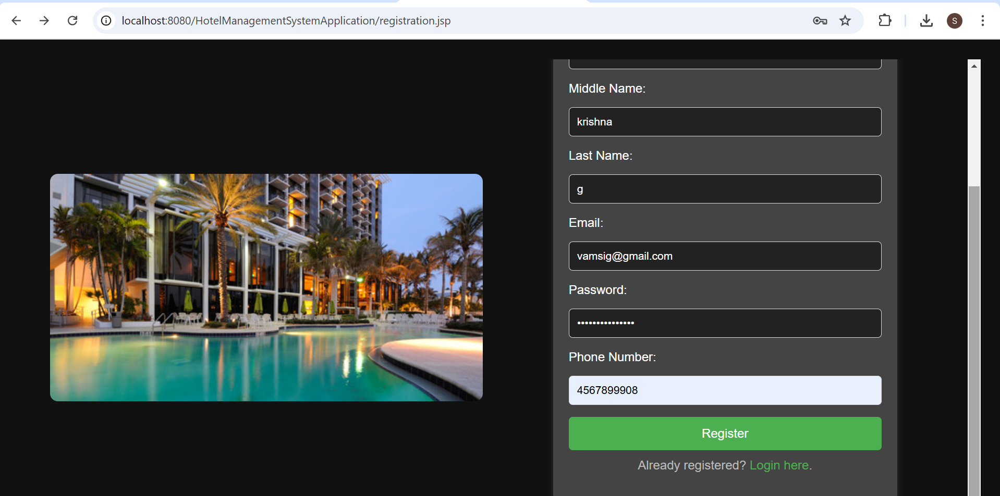 localhost:8080/HotelManagementSystemApplication/registration.jsp
S
Middle Name:
krishna
Last Name:
g
Email:
vamsig@gmail.com
Password:
•••••••••••••••
Phone Number:
4567899908
Register
Already registered? Login here.